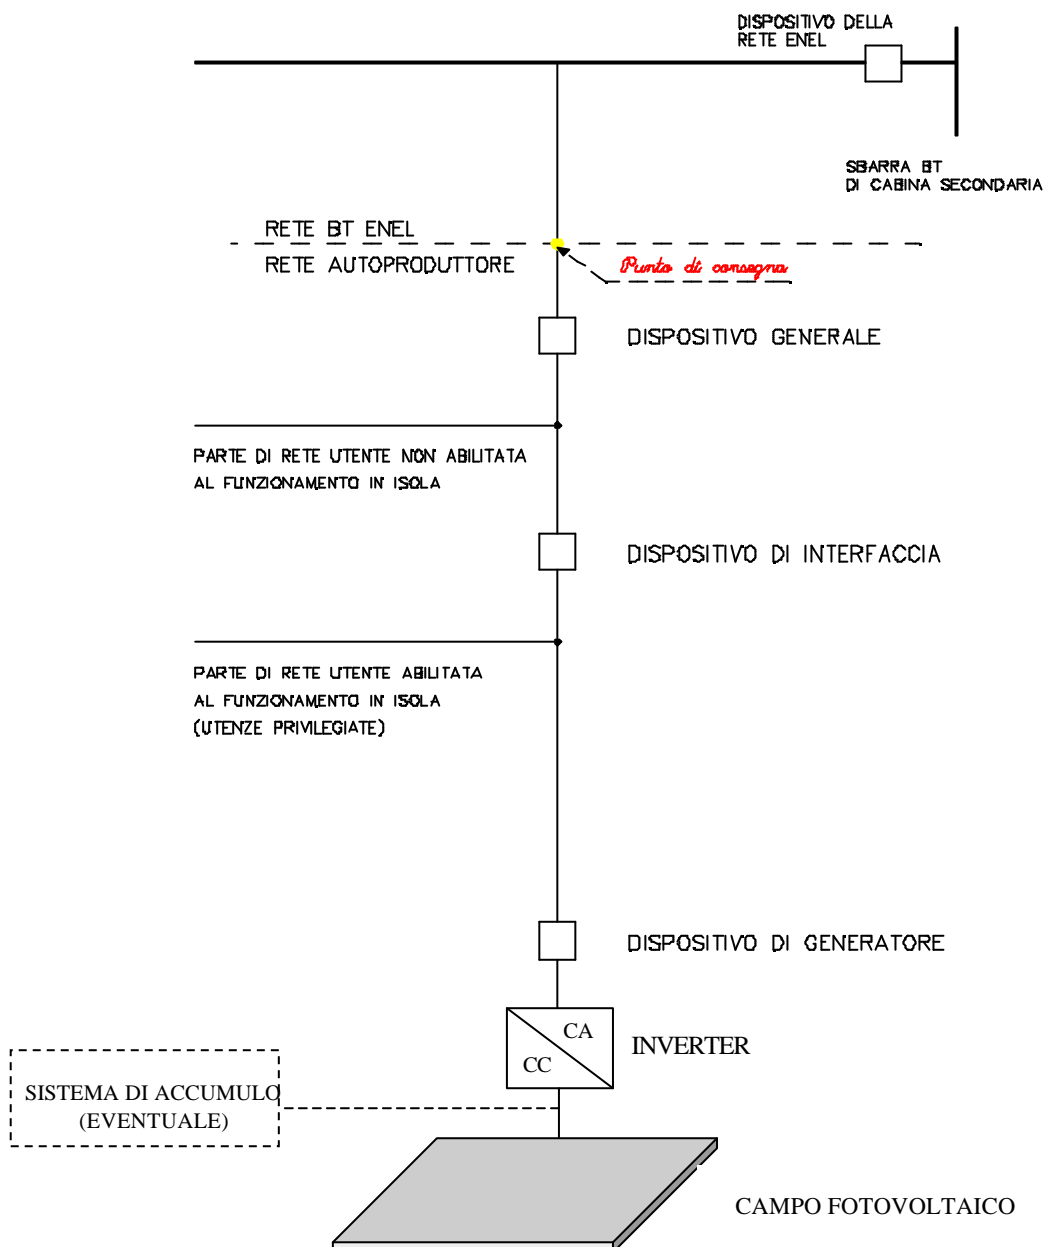 DISPOSITIVO DELLA
RETE ENEL
SBARRA BT
DI CABINA SECONDARIA
RETE BT ENEL
RETE AUTOPRODUTTORE
Punto di consegna
DISPOSITIVO GENERALE
PARTE DI RETE UTENTE NON ABILITATA
AL FUNZIONAMENTO IN ISOLA
DISPOSITIVO DI INTERFACCIA
PARTE DI RETE UTENTE ABILITATA
AL FUNZIONAMENTO IN ISOLA
(UTENZE PRIVILEGIATE)
DISPOSITIVO DI GENERATORE
CA
CC
INVERTER
SISTEMA DI ACCUMULO
(EVENTUALE)
CAMPO FOTOVOLTAICO